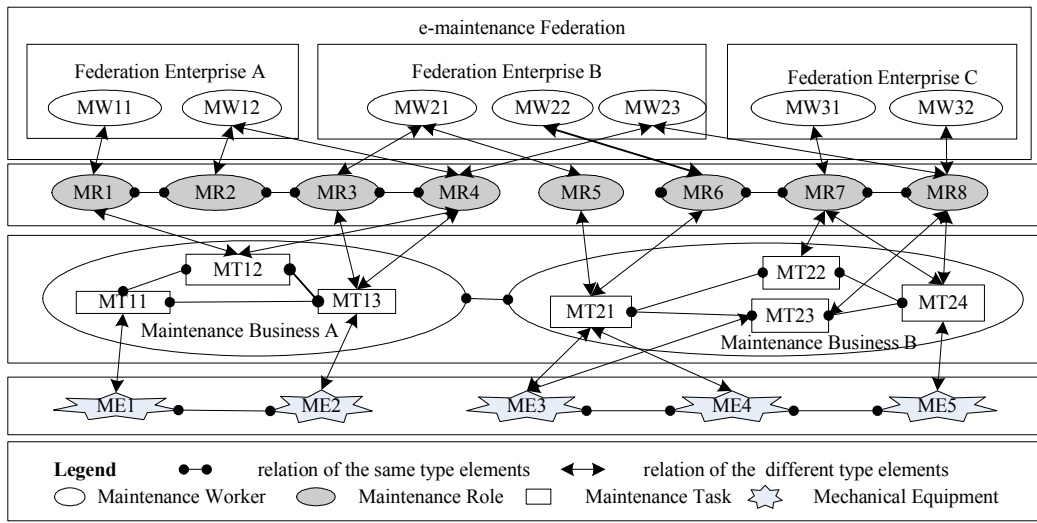 e-maintenance Federation
Federation Enterprise A
Federation Enterprise B
Federation Enterprise C
MW11
MW12
MW21
MW22
MW23
MW31
MW32
MR1
MR2
MR3
MR4
MR5
MR6
MR7
MR8
MT12
MT11
MT13
Maintenance Business A
MT22
MT21
MT23
MT24
Maintenance Business B
ME1
ME2
ME3
ME4
ME5
Legend
relation of the same type elements
relation of the different type elements
Maintenance Worker
Maintenance Role
Maintenance Task
Mechanical Equipment